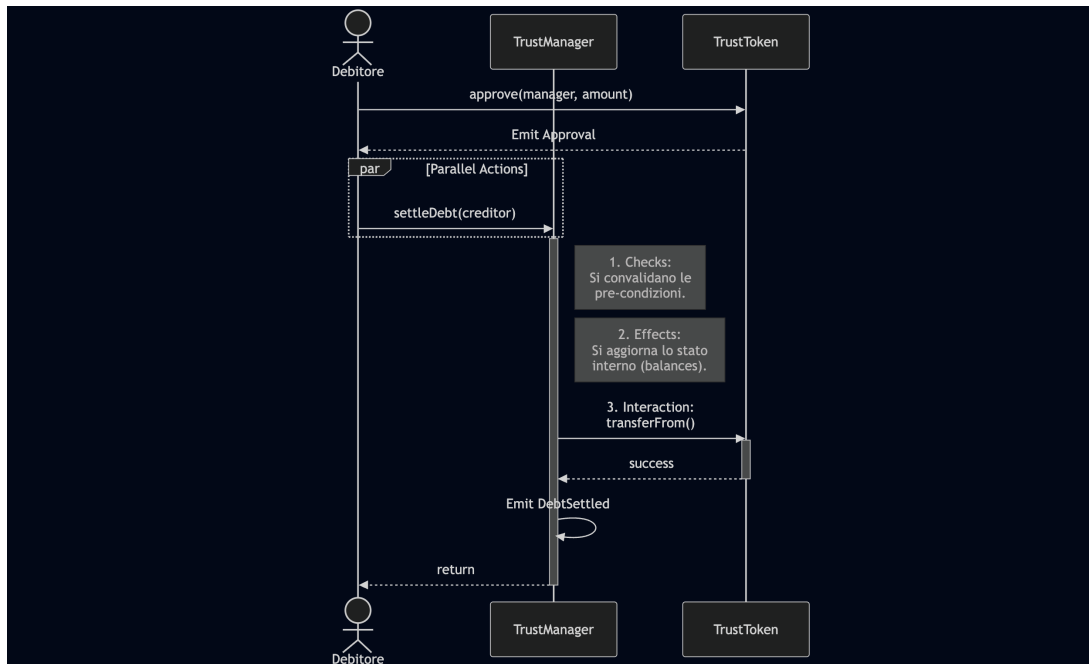 TrustManager
TrustToken
Debitore
approve(manager, amount)
Emit Approval
par
[Parallel Actions]
settleDebt(creditor)
1. Checks:
Si convalidano le
pre-condizioni.
2. Effects:
Si aggiorna lo stato
interno (balances).
3. Interaction:
transferFrom()
success
Emit DebtSettled
return
TrustManager
TrustToken
Debitore